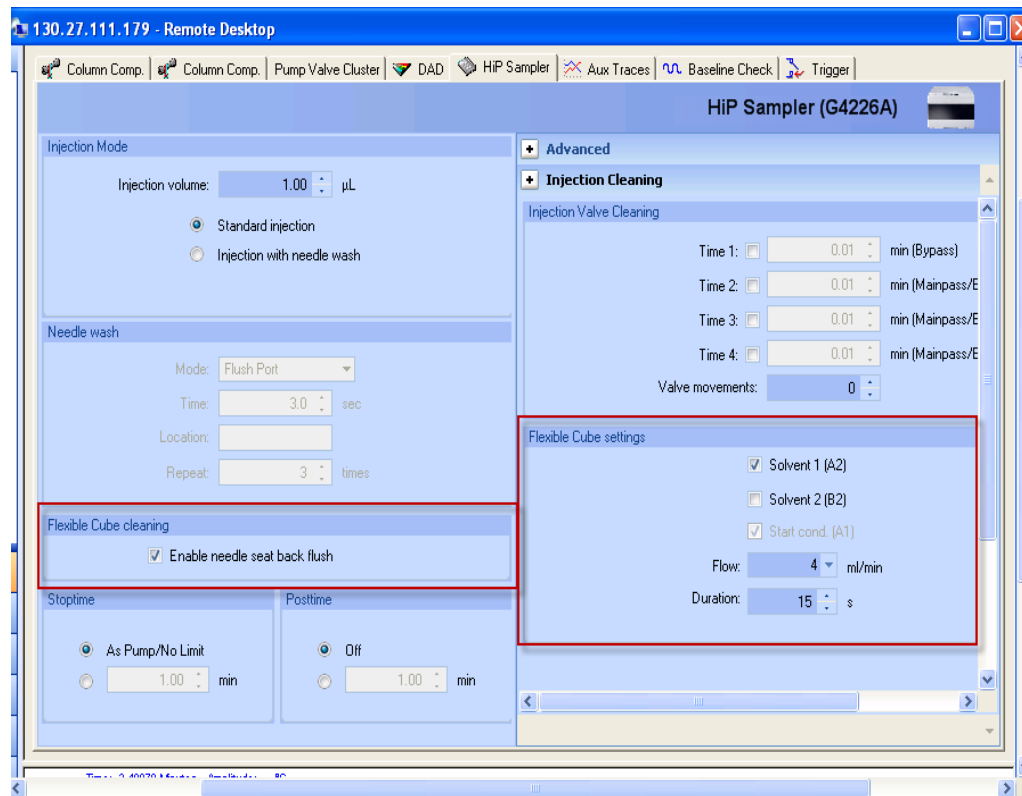 130.27.111.179 - Remote Desktop
Column Comp. Column Comp. Pump Valve Cluster DAD HiP Sampler Aux Traces Baseline Check Trigger
HiP Sampler (G4226A)
Injection Mode
Injection volume: 1.00 µL
Standard injection
Injection with needle wash
Needle wash
Mode: Flush Port
Time: 3.0 sec
Location:
Repeat: 3 times
Flexible Cube cleaning
Enable needle seat back flush
Stoptime
As Pump/No Limit
1.00 min
Posttime
Off
1.00 min
Advanced
Injection Cleaning
Injection Valve Cleaning
Time 1: 0.01 min (Bypass)
Time 2: 0.01 min (Mainpass/E
Time 3: 0.01 min (Mainpass/E
Time 4: 0.01 min (Mainpass/E
Valve movements: 0
Flexible Cube settings
Solvent 1 (A2)
Solvent 2 (B2)
Start cond. (A1)
Flow: 4 ml/min
Duration: 15 s